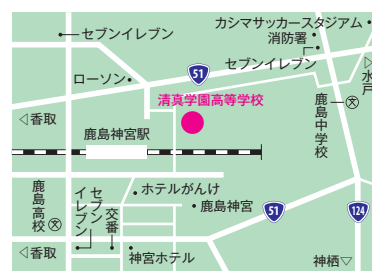 カシマサッカースタジアム
セブンイレブン
消防署
セブンイレブン
51
ローソン
▷水戸
清真学園高等学校
鹿島中学校
文
◁香取
鹿島神宮駅
鹿島高校
文
セブン
イレブン
交番
ホテルがんけ
鹿島神宮
51
124
◁香取
神宮ホテル
神栖▽